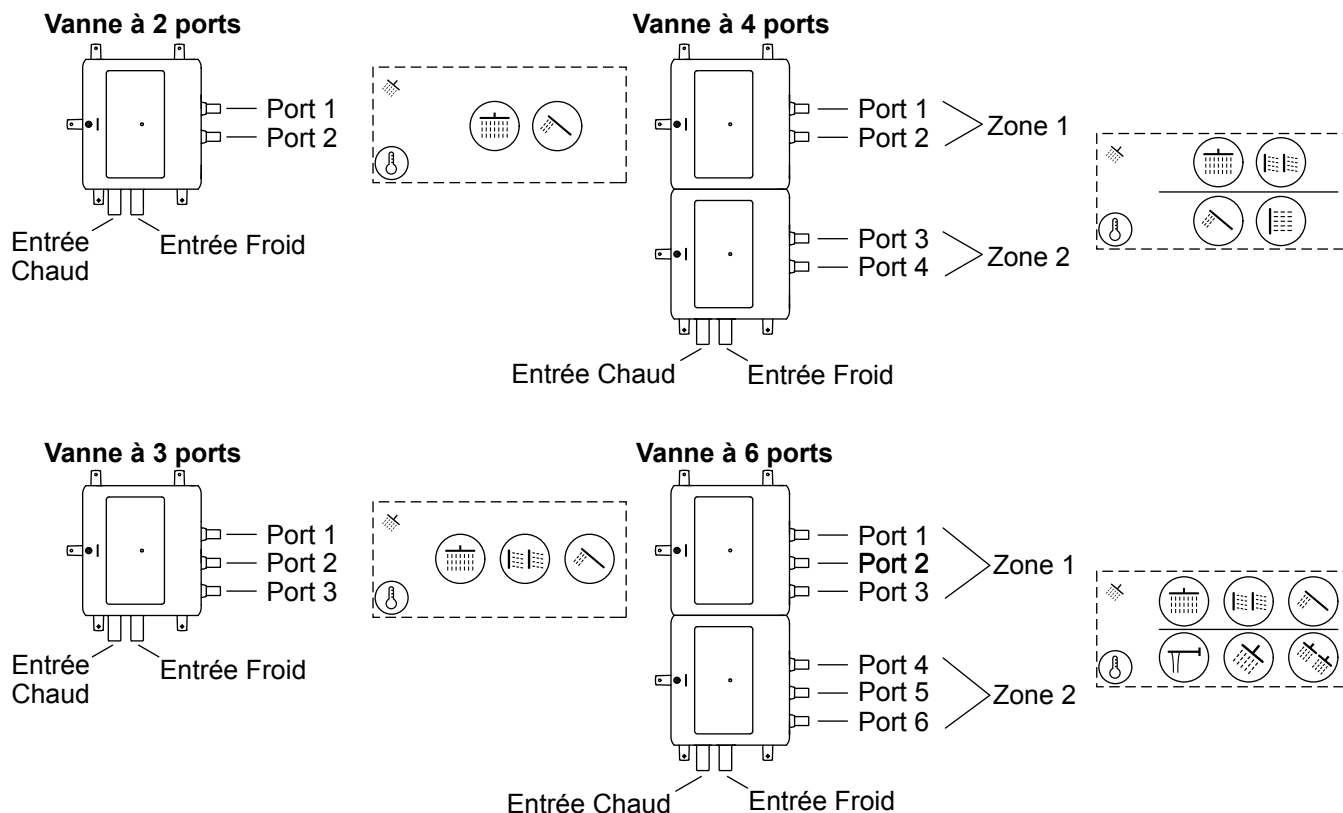 Vanne à 2 ports
Port 1
Port 2
Entrée
Chaud
Entrée Froid
Vanne à 4 ports
Port 1
Port 2
Zone 1
Port 3
Port 4
Zone 2
Entrée Chaud
Entrée Froid
Vanne à 3 ports
Port 1
Port 2
Port 3
Entrée
Chaud
Entrée Froid
Vanne à 6 ports
Port 1
Port 2
Port 3
Zone 1
Port 4
Port 5
Port 6
Zone 2
Entrée Chaud
Entrée Froid